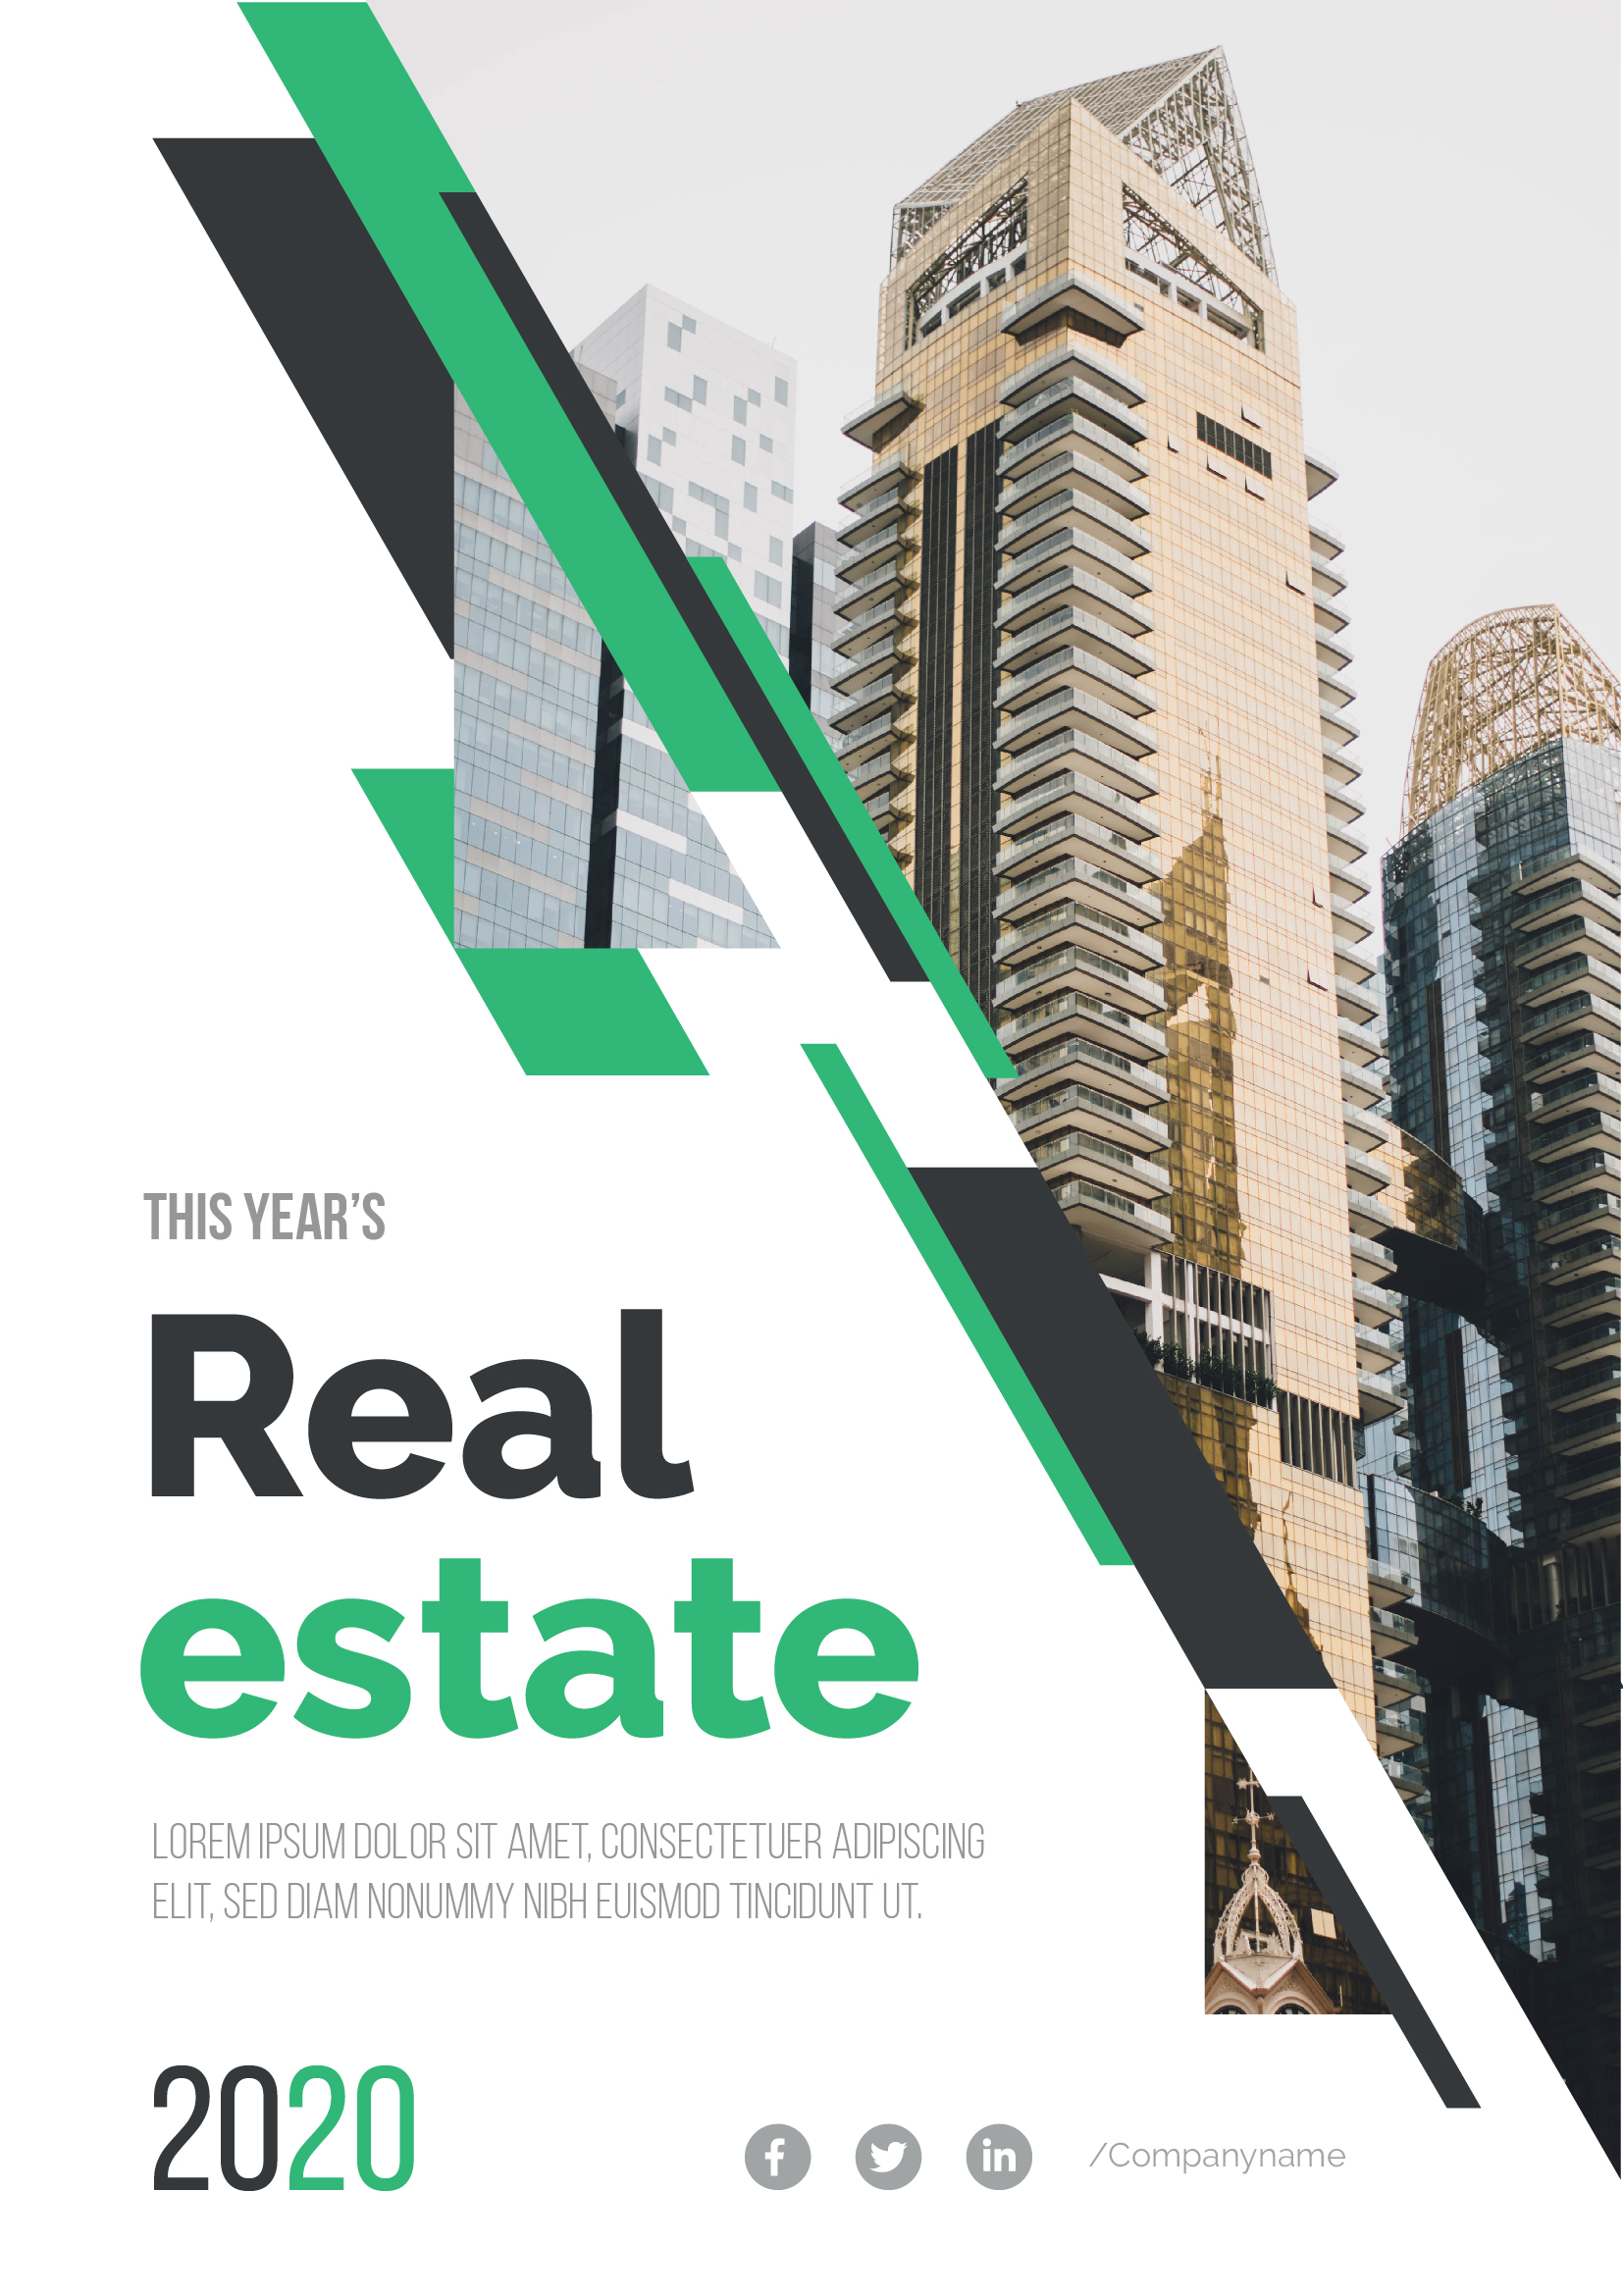 THIS YEAR’S
Real
estate
LOREM IPSUM DOLOR SIT AMET, CONSECTETUER ADIPISCING
ELIT, SED DIAM NONUMMY NIBH EUISMOD TINCIDUNT UT.
2020
/Companyname